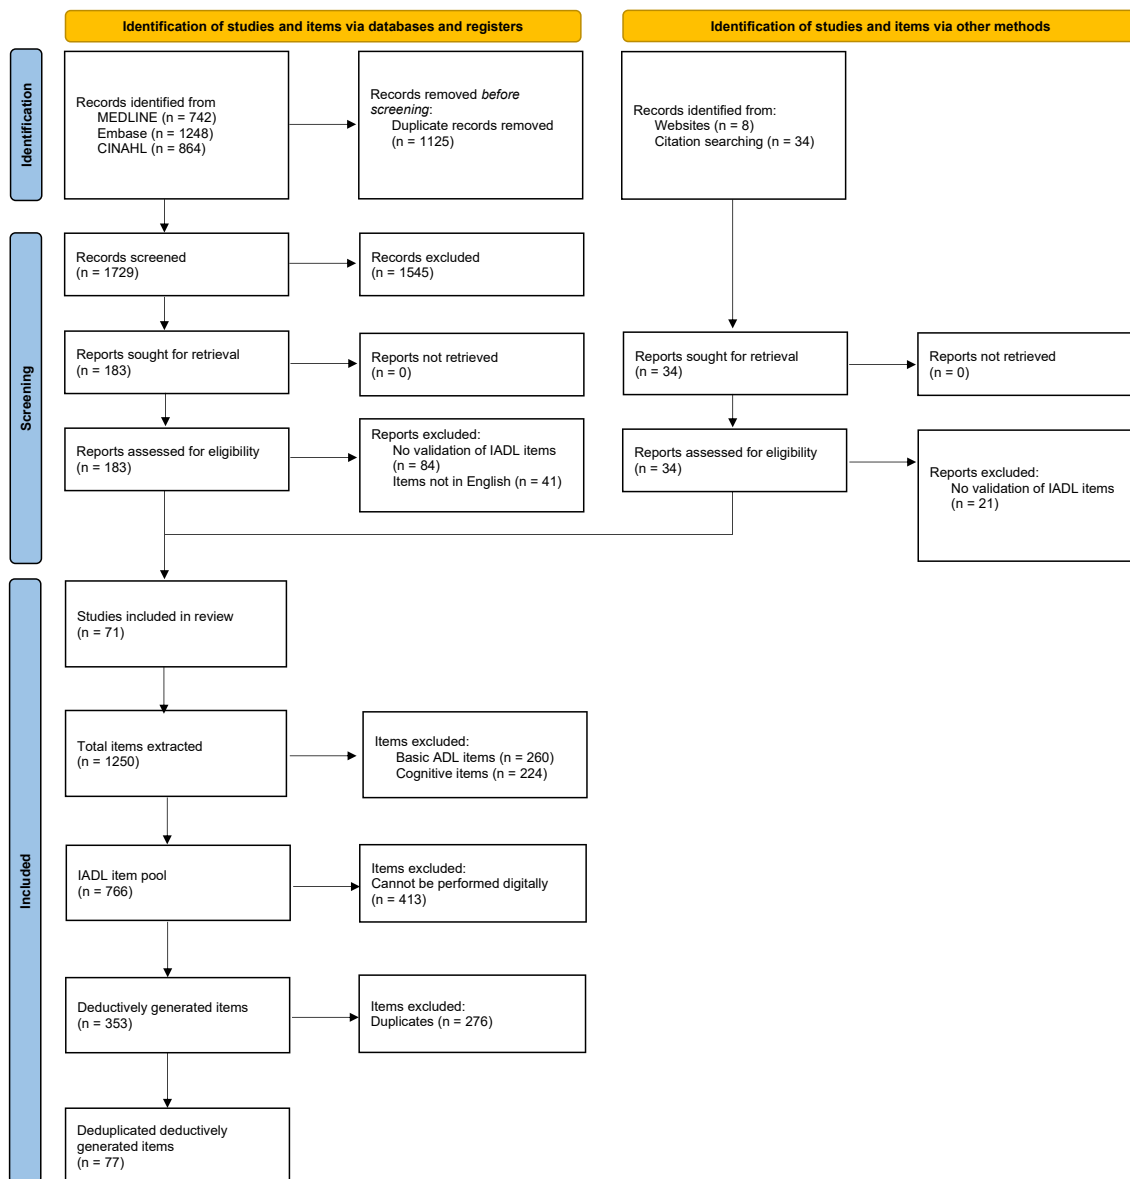 Identification of studies and items via databases and registers
Identification of studies and items via other methods
Identification
Records identified from
MEDLINE (n = 742)
Embase (n = 1248)
CINAHL (n = 864)
Records removed before
screening:
Duplicate records removed
(n = 1125)
Records identified from:
Websites (n = 8)
Citation searching (n = 34)
Screening
Records screened
(n = 1729)
Records excluded
(n = 1545)
Reports sought for retrieval
(n = 183)
Reports not retrieved
(n = 0)
Reports sought for retrieval
(n = 34)
Reports not retrieved
(n = 0)
Reports assessed for eligibility
(n = 183)
Reports excluded:
No validation of IADL items
(n = 84)
Items not in English (n = 41)
Reports assessed for eligibility
(n = 34)
Reports excluded:
No validation of IADL items
(n = 21)
Included
Studies included in review
(n = 71)
Total items extracted
(n = 1250)
Items excluded:
Basic ADL items (n = 260)
Cognitive items (n = 224)
IADL item pool
(n = 766)
Items excluded:
Cannot be performed digitally
(n = 413)
Deductively generated items
(n = 353)
Items excluded:
Duplicates (n = 276)
Deduplicated deductively
generated items
(n = 77)